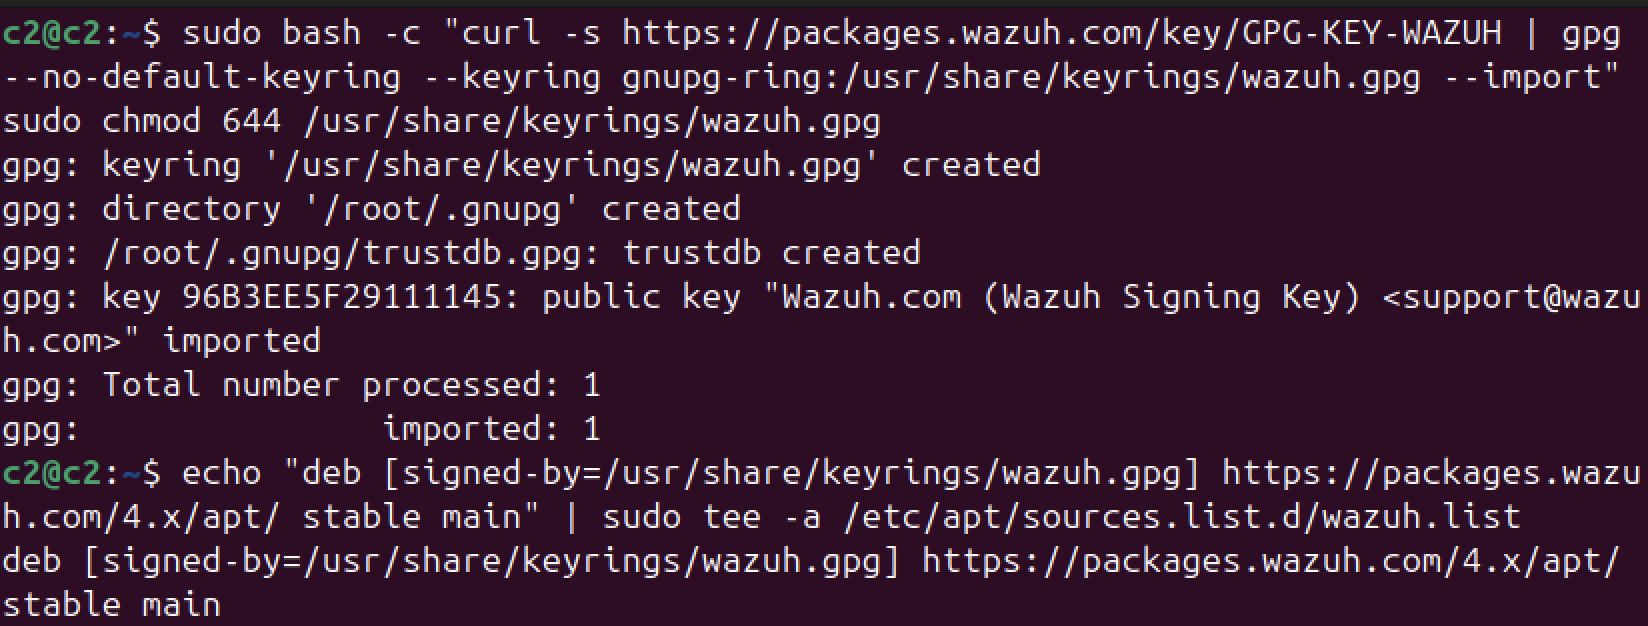 c2@c2:~$ sudo bash -c "curl -s https://packages.wazuh.com/key/GPG-KEY-WAZUH | gpg
--no-default-keyring --keyring gnupg-ring:/usr/share/keyrings/wazuh.gpg --import"
sudo chmod 644 /usr/share/keyrings/wazuh.gpg
gpg: keyring '/usr/share/keyrings/wazuh.gpg' created
gpg: directory '/root/.gnupg' created
gpg: /root/.gnupg/trustdb.gpg: trustdb created
gpg: key 96B3EE5F29111145: public key "Wazuh.com (Wazuh Signing Key) <support@wazu
h.com>" imported
gpg: Total number processed: 1
gpg:               imported: 1
c2@c2:~$ echo "deb [signed-by=/usr/share/keyrings/wazuh.gpg] https://packages.wazu
h.com/4.x/apt/ stable main" | sudo tee -a /etc/apt/sources.list.d/wazuh.list
deb [signed-by=/usr/share/keyrings/wazuh.gpg] https://packages.wazuh.com/4.x/apt/
stable main